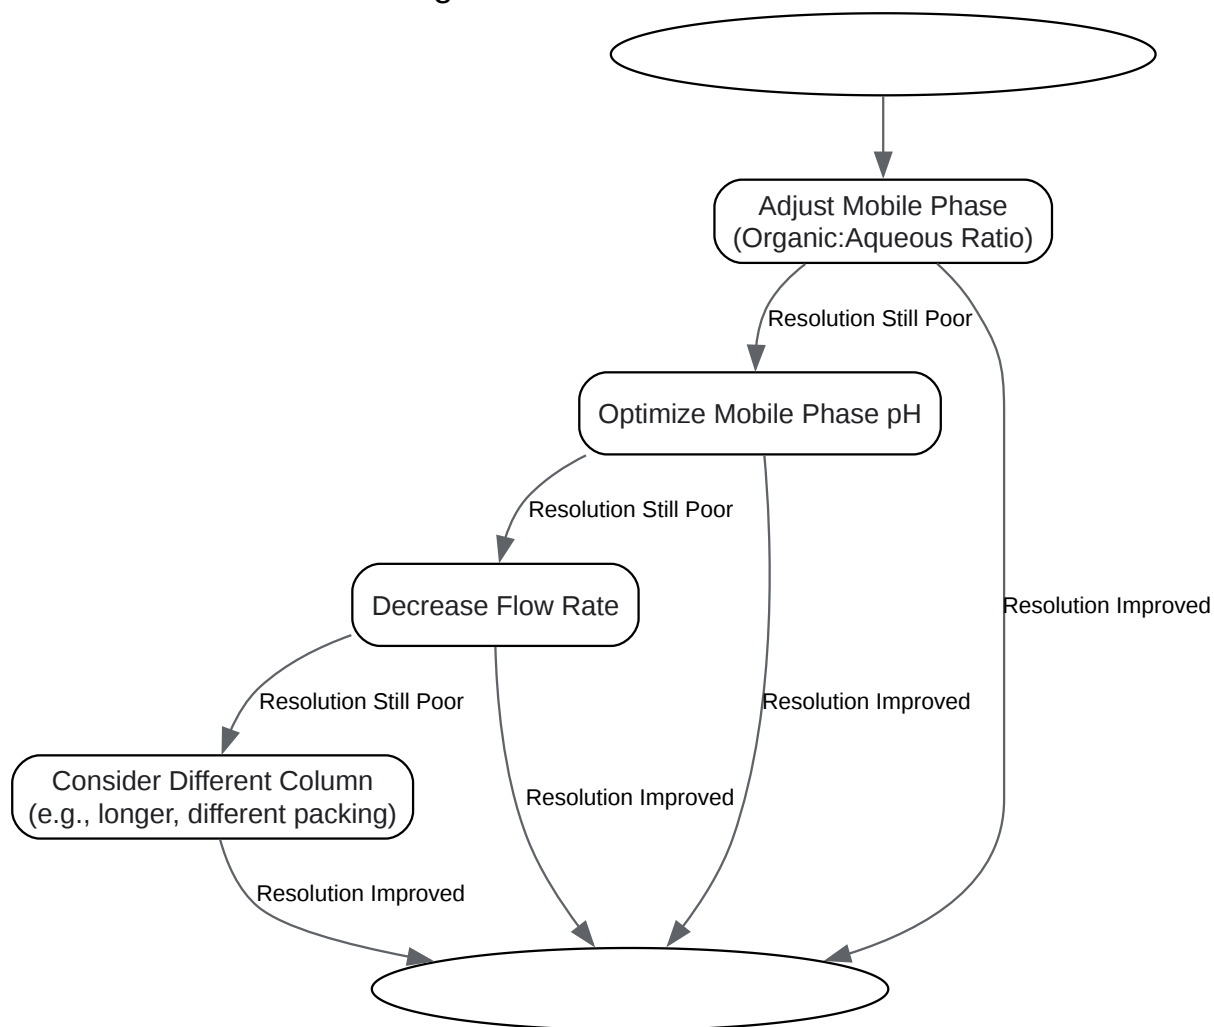 Adjust Mobile Phase
(Organic:Aqueous Ratio)
Resolution Still Poor
Optimize Mobile Phase pH
Resolution Still Poor
Decrease Flow Rate
Resolution Improved
Resolution Still Poor
Resolution Improved
Consider Different Column
(e.g., longer, different packing)
Resolution Improved
Resolution Improved